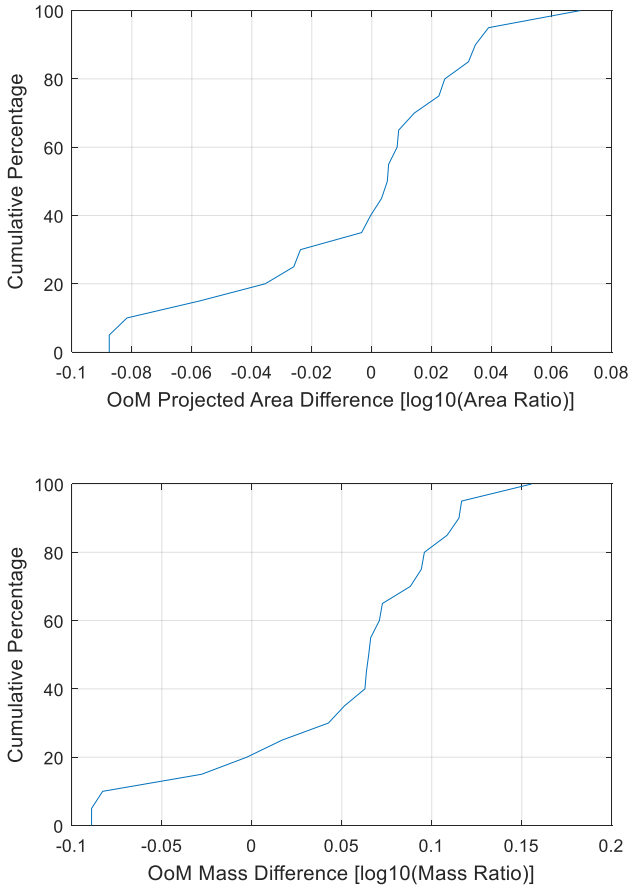 100
80
60
40
20
0
Cumulative Percentage
-0.1 -0.08 -0.06 -0.04 -0.02 0 0.02 0.04 0.06 0.08
OoM Projected Area Difference [log10(Area Ratio)]
100
80
60
40
20
0
Cumulative Percentage
-0.1 -0.05 0 0.05 0.1 0.15 0.2
OoM Mass Difference [log10(Mass Ratio)]